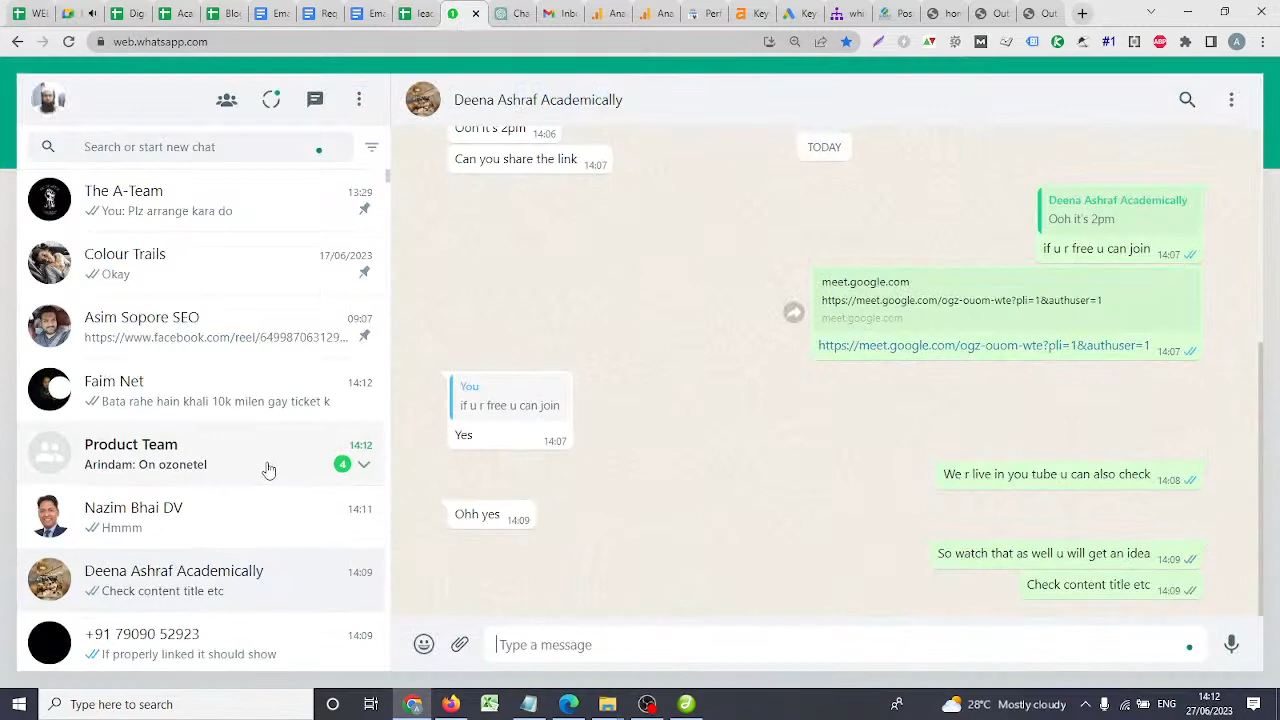 WE
Key
Ana
Ana
Key
web.whatsapp.com
#1
A
Deena Ashraf Academically
Search or start new chat
The A-Team
13:29
You: Plz arrange kara do
Colour Trails
17/06/2023
Okay
Asim Sopore SEO
09:07
https://www.facebook.com/reel/649987063129...
Faim Net
14:12
Bata rahe hain khali 10k milen gay ticket k
Product Team
14:12
Arindam: On ozonetel
4
Nazim Bhai DV
14:11
Hmmm
Deena Ashraf Academically
14:09
Check content title etc
+91 79090 52923
14:09
If properly linked it should show
Ooh it's 2pm 14:06
TODAY
Can you share the link 14:07
Deena Ashraf Academically
Ooh it's 2pm
if u r free u can join 14:07
meet.google.com
https://meet.google.com/ogz-ouom-wte?pli=1&authuser=1
meet.google.com
https://meet.google.com/ogz-ouom-wte?pli=1&authuser=1 14:07
You
if u r free u can join
Yes 14:07
We r live in you tube u can also check 14:08
Ohh yes 14:09
So watch that as well u will get an idea 14:09
Check content title etc 14:09
Type a message
Type here to search
28°C Mostly cloudy
14:12
27/06/2023